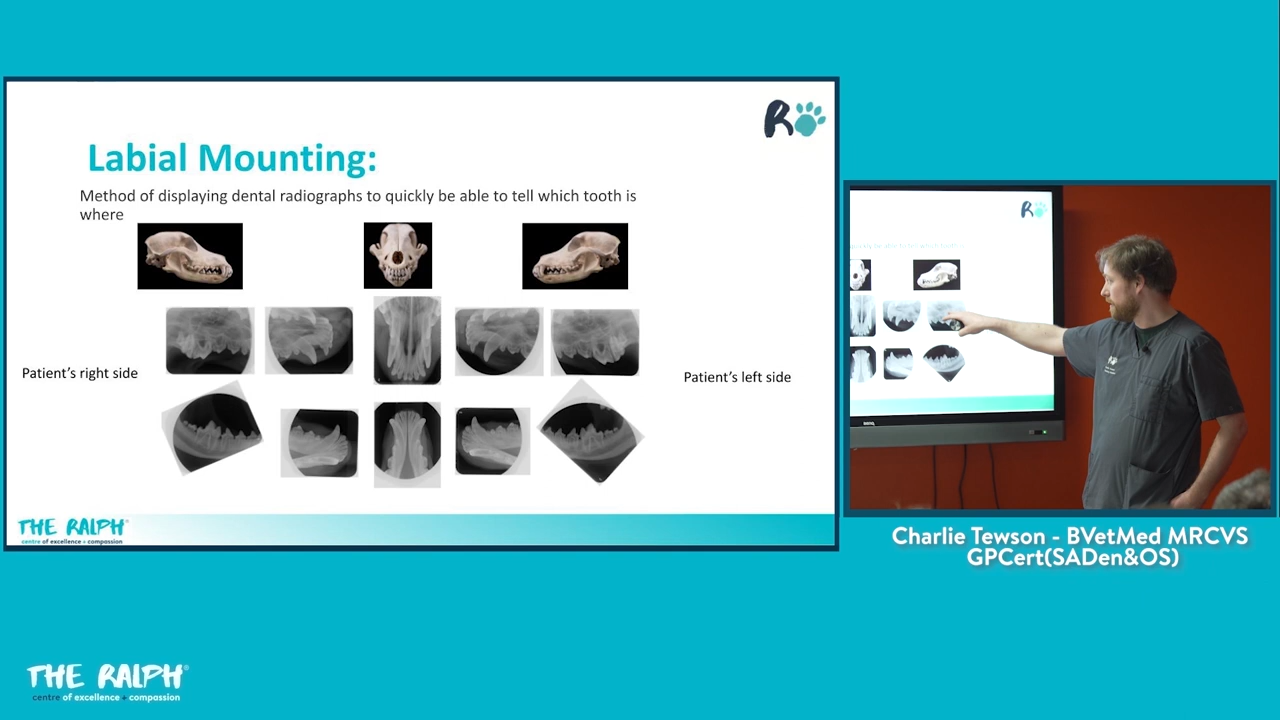 R
Labial Mounting:
Method of displaying dental radiographs to quickly be able to tell which tooth is
where
Patient's right side
Patient's left side
THE RALPH®
centre of excellence + compassion
R
BenQ
Charlie Tewson - BVetMed MRCVS
GPCert(SADen&OS)
THE RALPH®
centre of excellence + compassion